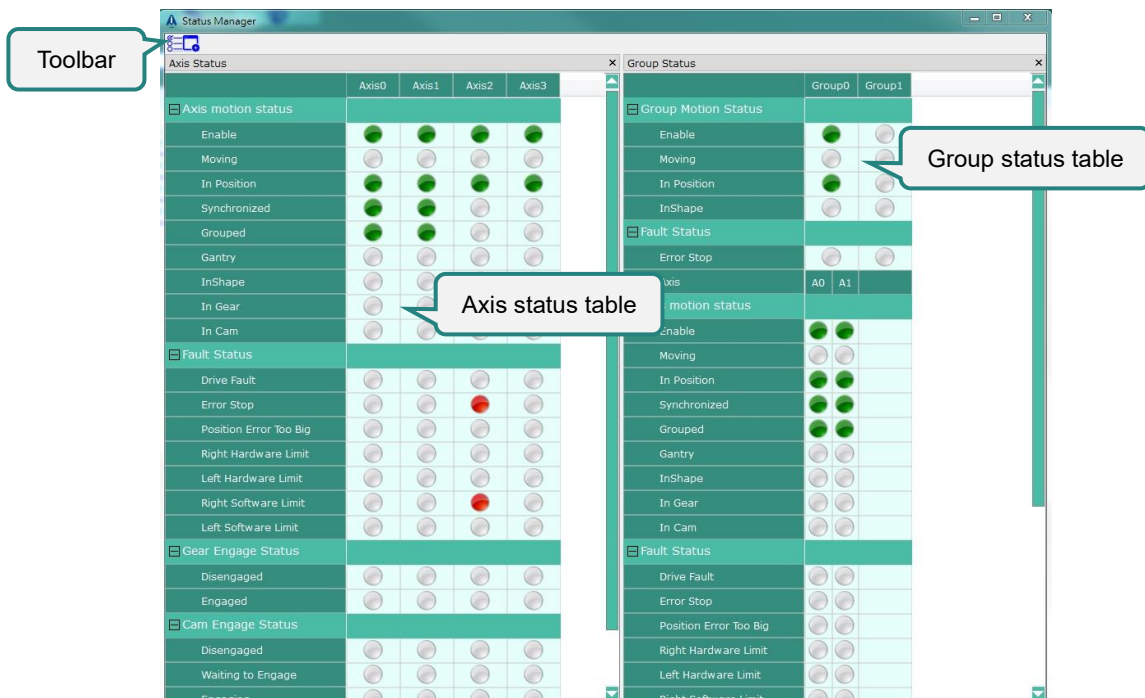 Status Manager
Toolbar
Axis Status
Axis0 Axis1 Axis2 Axis3
Axis motion status
Enable
Moving
In Position
Synchronized
Grouped
Gantry
InShape
In Gear
In Cam
Axis status table
Fault Status
Drive Fault
Error Stop
Position Error Too Big
Right Hardware Limit
Left Hardware Limit
Right Software Limit
Left Software Limit
Gear Engage Status
Disengaged
Engaged
Cam Engage Status
Disengaged
Waiting to Engage
Group Status
Group0 Group1
Group Motion Status
Enable
Moving
In Position
InShape
Group status table
Fault Status
Error Stop
Axis A0 A1
motion status
Enable
Moving
In Position
Synchronized
Grouped
Gantry
InShape
In Gear
In Cam
Fault Status
Drive Fault
Error Stop
Position Error Too Big
Right Hardware Limit
Left Hardware Limit